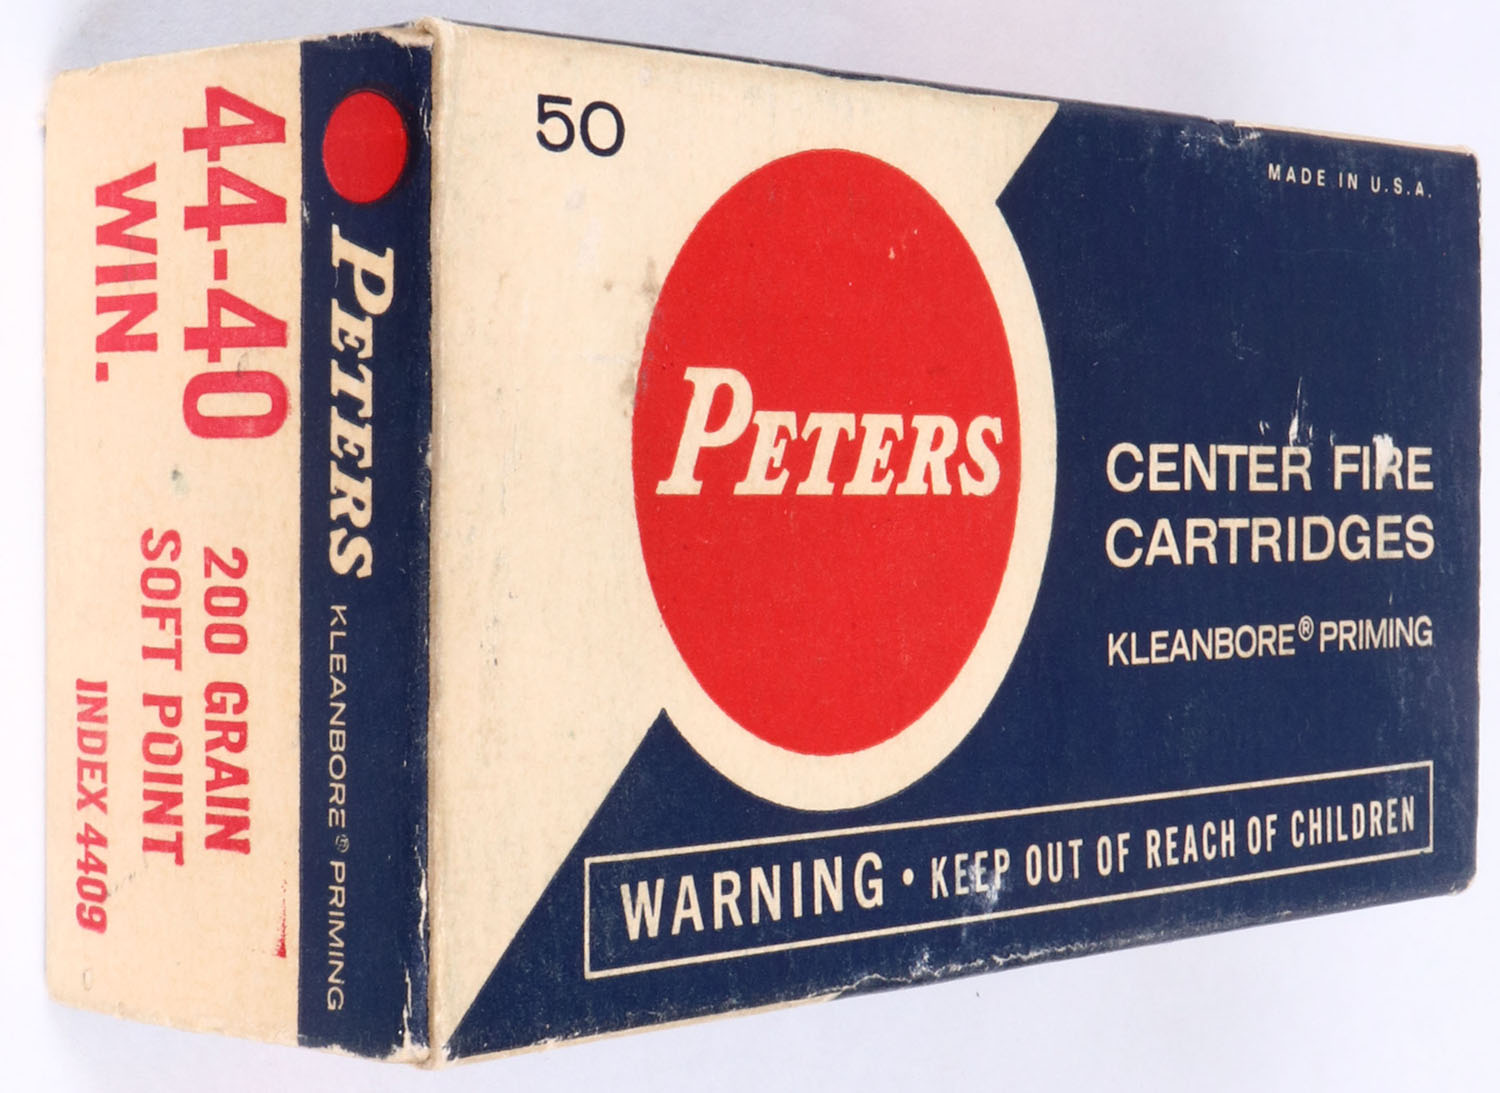 50
MADE IN U.S.A.
PETERS
CENTER FIRE
CARTRIDGES
KLEANBORE® PRIMING
WARNING • KEEP OUT OF REACH OF CHILDREN
PETERS KLEANBORE® PRIMING
44-40
WIN.
200 GRAIN
SOFT POINT
INDEX 4409